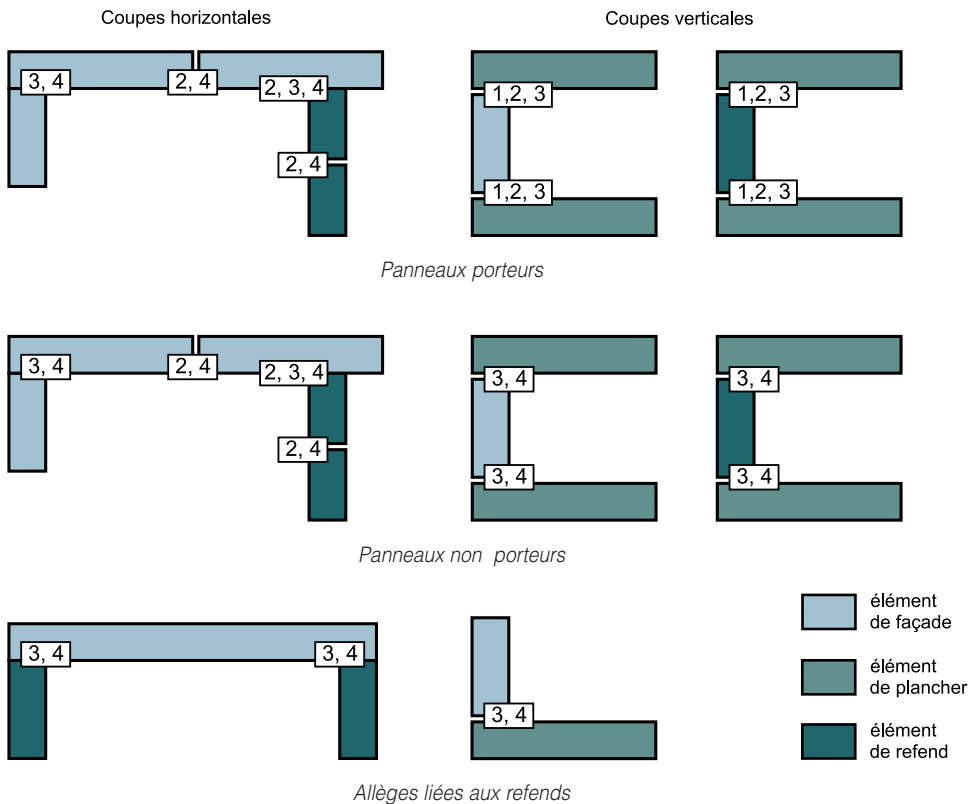 Coupes horizontales
Coupes verticales
3, 4
2, 4
2, 3, 4
2, 4
1,2, 3
1,2, 3
1,2, 3
1,2, 3
Panneaux porteurs
3, 4
2, 4
2, 3, 4
2, 4
3, 4
3, 4
3, 4
3, 4
Panneaux non porteurs
3, 4
3, 4
3, 4
élément
de façade
élément
de plancher
élément
de refend
Allèges liées aux refends